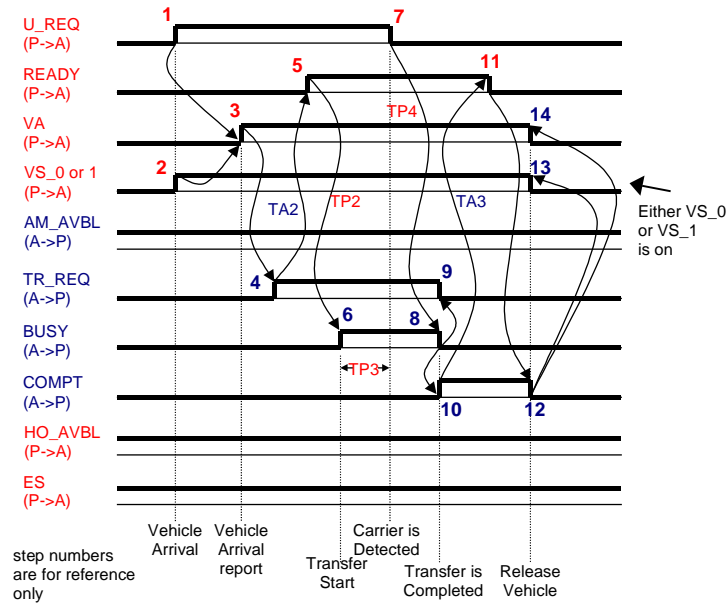 1
7
U_REQ
(P->A)
5
11
READY
(P->A)
3
TP4
14
VA
(P->A)
2
13
VS_0 or 1
(P->A)
TA2
TP2
TA3
Either VS_0
or VS_1
is on
AM_AVBL
(A->P)
4
9
TR_REQ
(A->P)
6
8
BUSY
(A->P)
TP3
COMPT
(A->P)
10
12
HO_AVBL
(P->A)
ES
(P->A)
Vehicle
Arrival
Vehicle
Arrival
report
Transfer
Start
Carrier is
Detected
Transfer is
Completed
Release
Vehicle
step numbers
are for reference
only